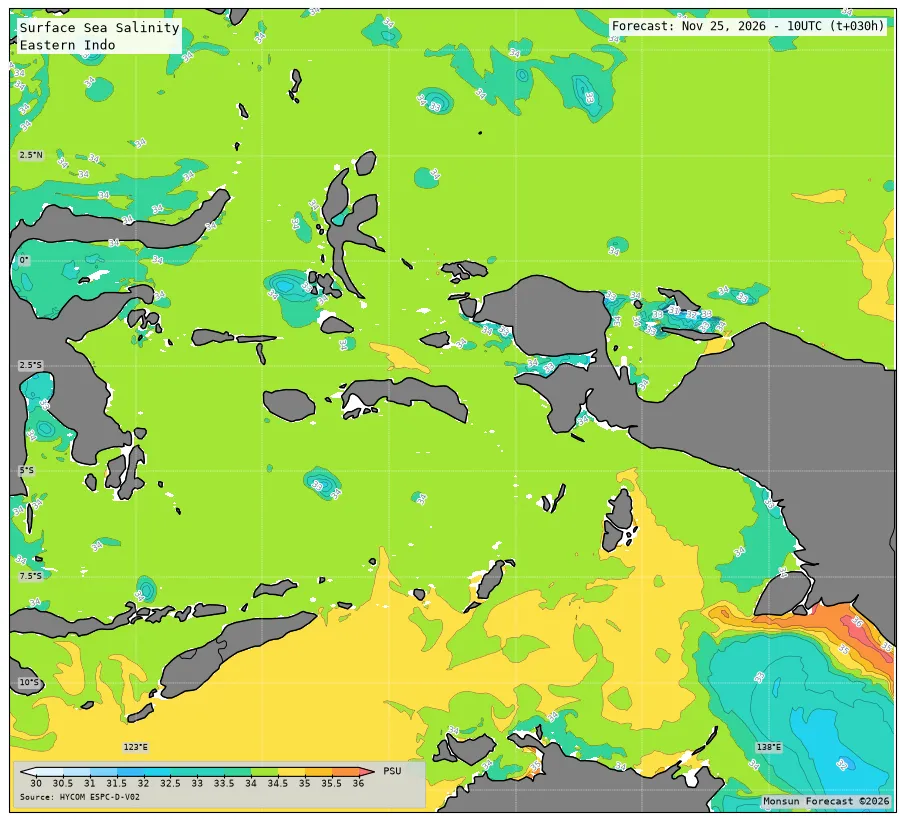 Surface Sea Salinity
Eastern Indo
Forecast: Nov 25, 2026 - 10UTC (t+030h)
2.5°N
0°
2.5°S
5°S
7.5°S
10°S
123°E
138°E
30 30.5 31 31.5 32 32.5 33 33.5 34 34.5 35 35.5 36
PSU
Source: HYCOM ESPC-D-V02
Monsun Forecast ©2026